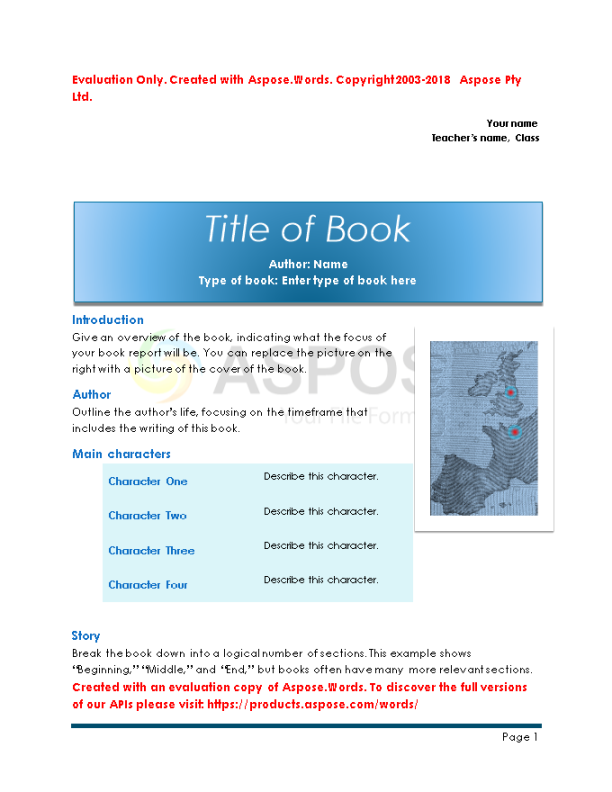 Evaluation Only. Created with Aspose.Words. Copyright 2003-2018 Aspose Pty
Ltd.
Your name
Teacher's name, Class
Title of Book
Author: Name
Type of book: Enter type of book here
Introduction
Give an overview of the book, indicating what the focus of
your book report will be. You can replace the picture on the
right with a picture of the cover of the book.
ASPOSE
Your File Form
Author
Outline the author's life, focusing on the timeframe that
includes the writing of this book.
Main characters
Character One Describe this character.
Character Two Describe this character.
Character Three Describe this character.
Character Four Describe this character.
Story
Break the book down into a logical number of sections. This example shows
“Beginning,” “Middle,” and “End,” but books often have many more relevant sections.
Created with an evaluation copy of Aspose.Words. To discover the full versions
of our APIs please visit: https://products.aspose.com/words/
Page 1